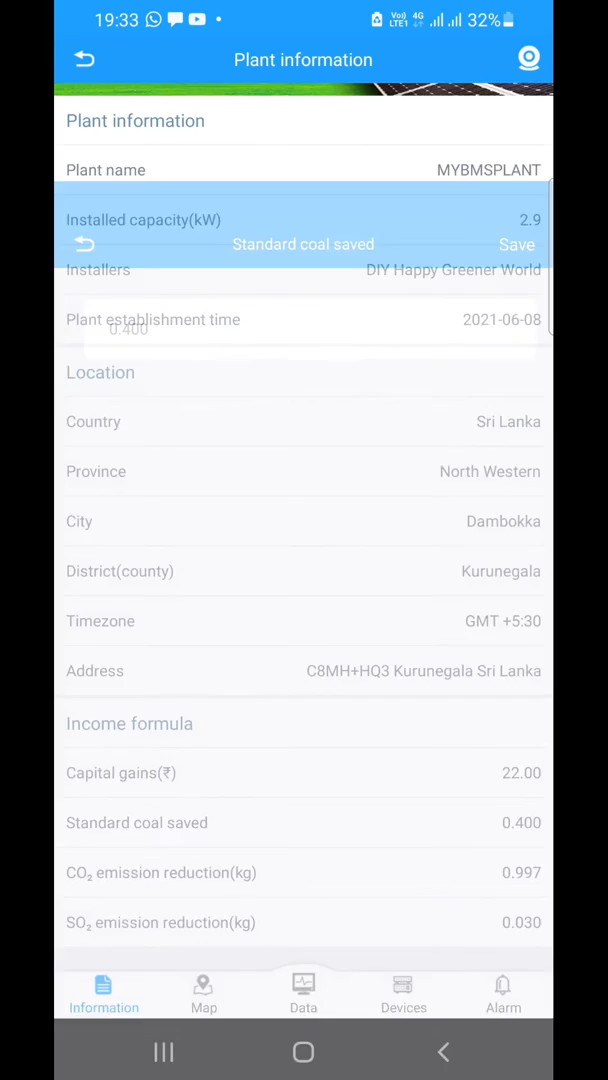 19:33 Vo)) LTE1 4G 32%
Plant information
Plant information
Plant name MYBMSPLANT
Installed capacity(kW) 2.9
Standard coal saved Save
Installers DIY Happy Greener World
Plant establishment time 2021-06-08
0.400
Location
Country Sri Lanka
Province North Western
City Dambokka
District(county) Kurunegala
Timezone GMT +5:30
Address C8MH+HQ3 Kurunegala Sri Lanka
Income formula
Capital gains(₹) 22.00
Standard coal saved 0.400
CO₂ emission reduction(kg) 0.997
SO₂ emission reduction(kg) 0.030
Information Map Data Devices Alarm